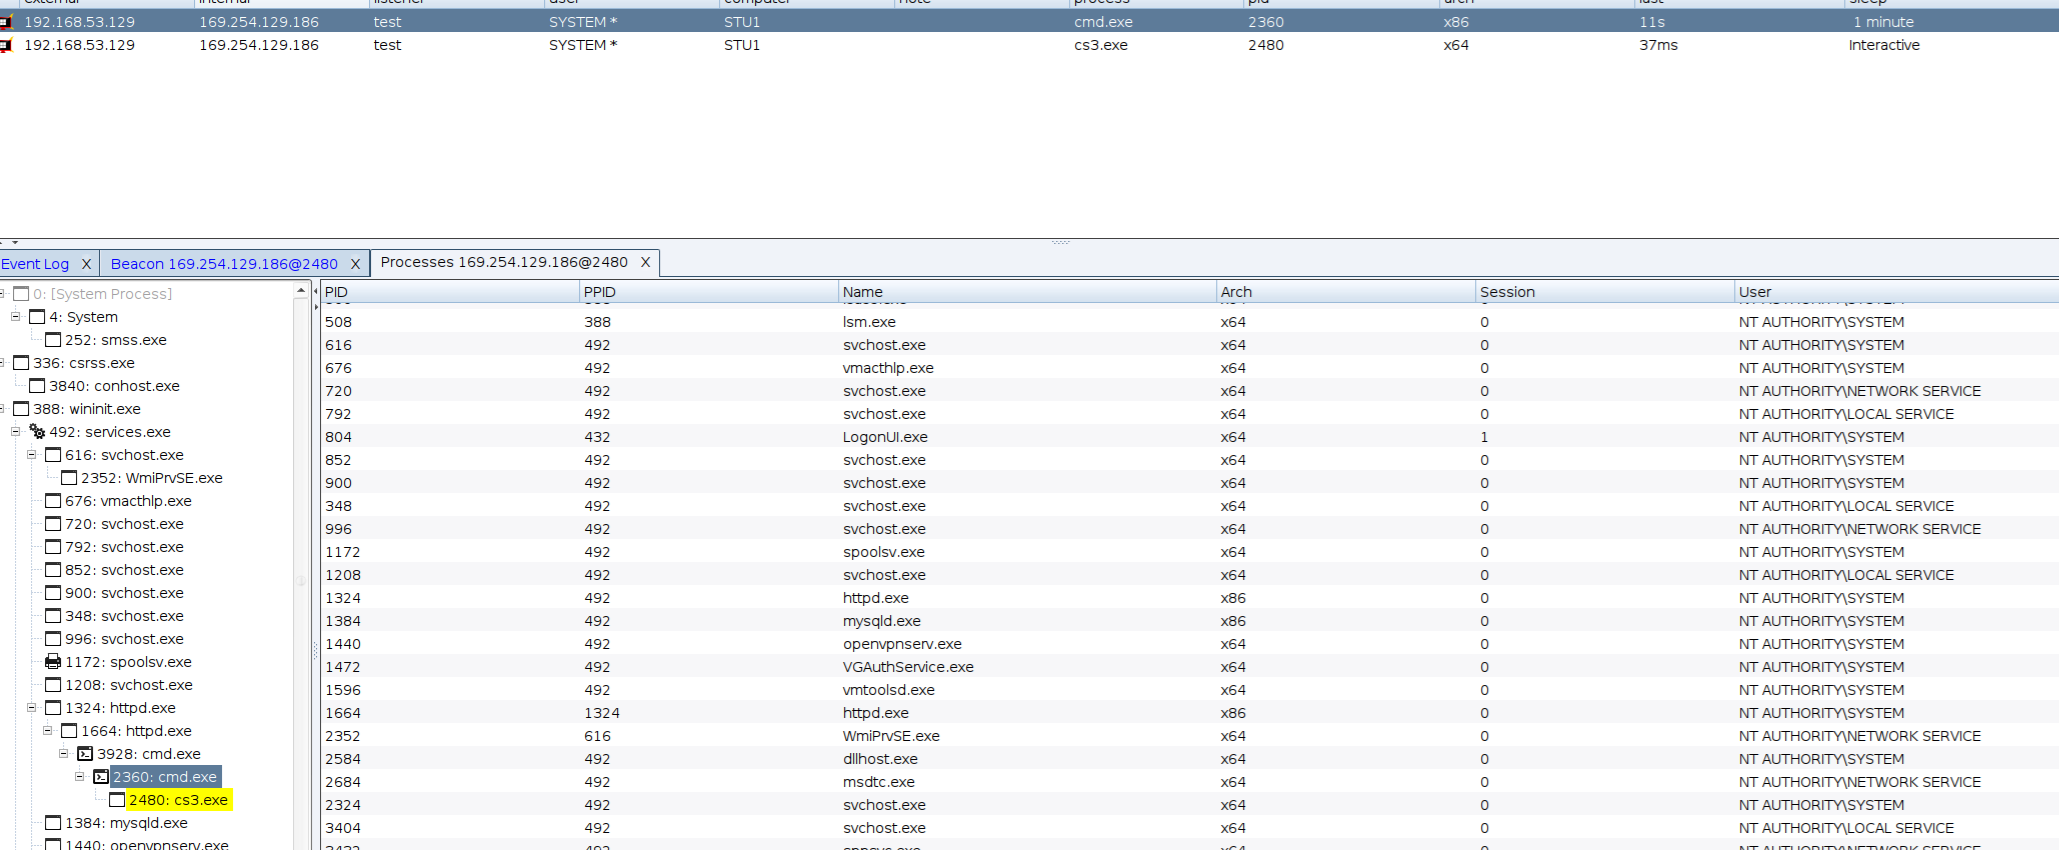 external internal listener user computer note process pid arch last sleep
192.168.53.129 169.254.129.186 test SYSTEM * STU1 cmd.exe 2360 x86 11s 1 minute
192.168.53.129 169.254.129.186 test SYSTEM * STU1 cs3.exe 2480 x64 37ms Interactive
Event Log X Beacon 169.254.129.186@2480 X Processes 169.254.129.186@2480 X
0: [System Process]
4: System
252: smss.exe
336: csrss.exe
3840: conhost.exe
388: wininit.exe
492: services.exe
616: svchost.exe
2352: WmiPrvSE.exe
676: vmacthlp.exe
720: svchost.exe
792: svchost.exe
852: svchost.exe
900: svchost.exe
348: svchost.exe
996: svchost.exe
1172: spoolsv.exe
1208: svchost.exe
1324: httpd.exe
1664: httpd.exe
3928: cmd.exe
2360: cmd.exe
2480: cs3.exe
1384: mysqld.exe
1440: openvpnserv.exe
PID PPID Name Arch Session User
508 388 lsm.exe x64 0 NT AUTHORITY\SYSTEM
616 492 svchost.exe x64 0 NT AUTHORITY\SYSTEM
676 492 vmacthlp.exe x64 0 NT AUTHORITY\SYSTEM
720 492 svchost.exe x64 0 NT AUTHORITY\NETWORK SERVICE
792 492 svchost.exe x64 0 NT AUTHORITY\LOCAL SERVICE
804 432 LogonUI.exe x64 1 NT AUTHORITY\SYSTEM
852 492 svchost.exe x64 0 NT AUTHORITY\SYSTEM
900 492 svchost.exe x64 0 NT AUTHORITY\SYSTEM
348 492 svchost.exe x64 0 NT AUTHORITY\LOCAL SERVICE
996 492 svchost.exe x64 0 NT AUTHORITY\NETWORK SERVICE
1172 492 spoolsv.exe x64 0 NT AUTHORITY\SYSTEM
1208 492 svchost.exe x64 0 NT AUTHORITY\LOCAL SERVICE
1324 492 httpd.exe x86 0 NT AUTHORITY\SYSTEM
1384 492 mysqld.exe x86 0 NT AUTHORITY\SYSTEM
1440 492 openvpnserv.exe x64 0 NT AUTHORITY\SYSTEM
1472 492 VGAuthService.exe x64 0 NT AUTHORITY\SYSTEM
1596 492 vmtoolsd.exe x64 0 NT AUTHORITY\SYSTEM
1664 1324 httpd.exe x86 0 NT AUTHORITY\SYSTEM
2352 616 WmiPrvSE.exe x64 0 NT AUTHORITY\NETWORK SERVICE
2584 492 dllhost.exe x64 0 NT AUTHORITY\SYSTEM
2684 492 msdtc.exe x64 0 NT AUTHORITY\NETWORK SERVICE
2324 492 svchost.exe x64 0 NT AUTHORITY\SYSTEM
3404 492 svchost.exe x64 0 NT AUTHORITY\LOCAL SERVICE